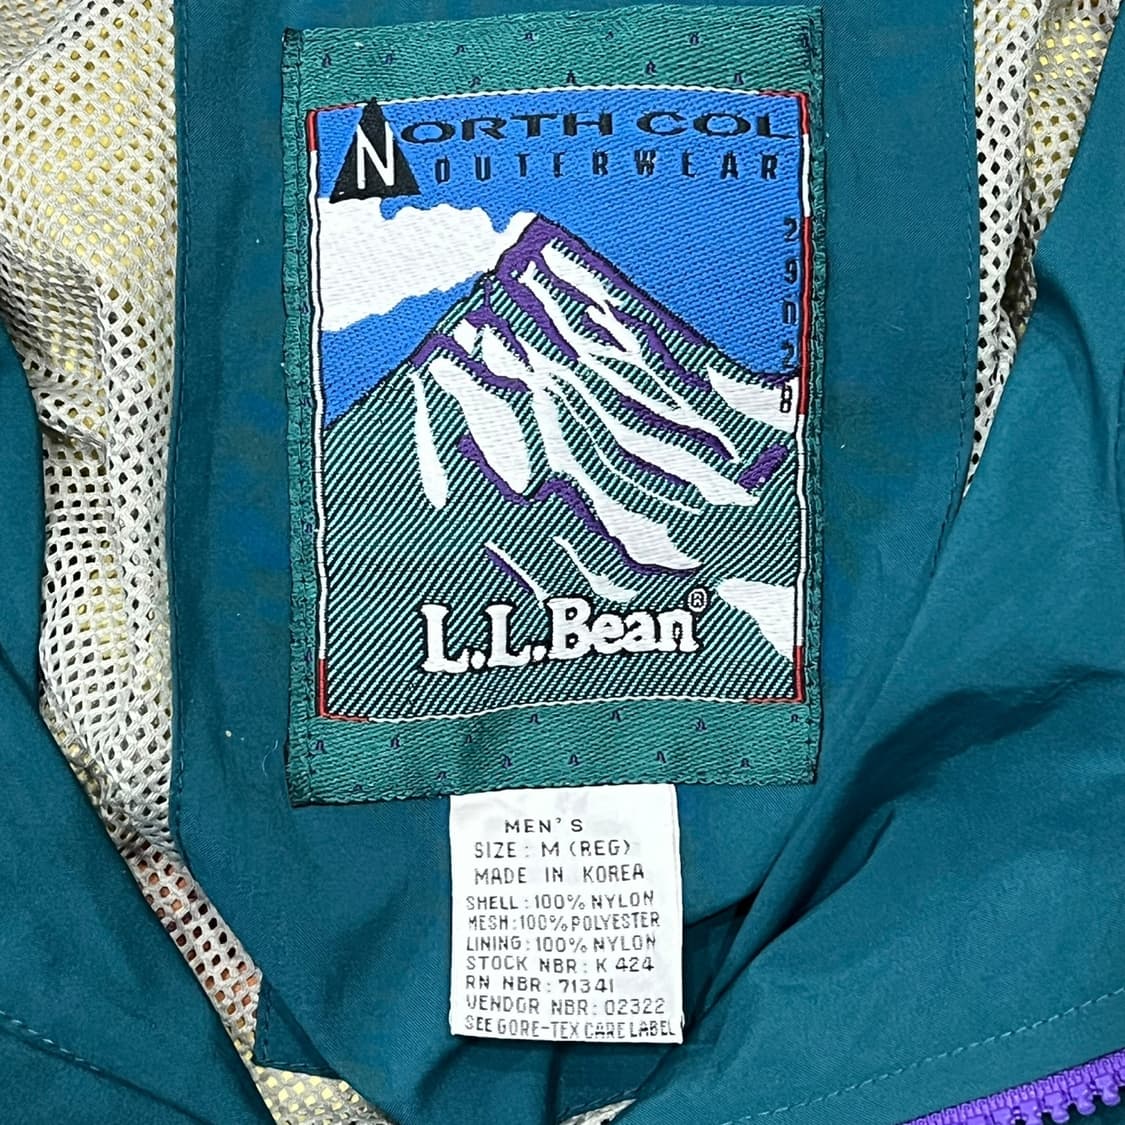 NORTH COL
OUTERWEAR
L.L.Bean®
MEN'S
SIZE: M (REG)
MADE IN KOREA
SHELL: 100% NYLON
MESH: 100% POLYESTER
LINING: 100% NYLON
STOCK NBR: K 424
RN NBR: 71341
VENDOR NBR: 02322
SEE GORE-TEX CARE LABEL